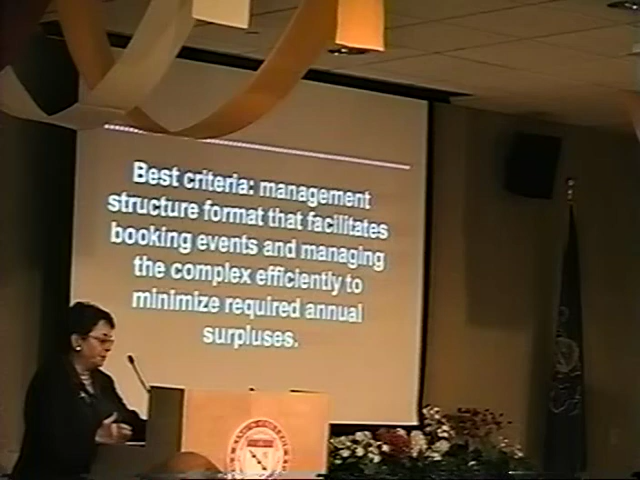 Best criteria: management
structure format that facilitates
booking events and managing
the complex efficiently to
minimize required annual
surpluses.